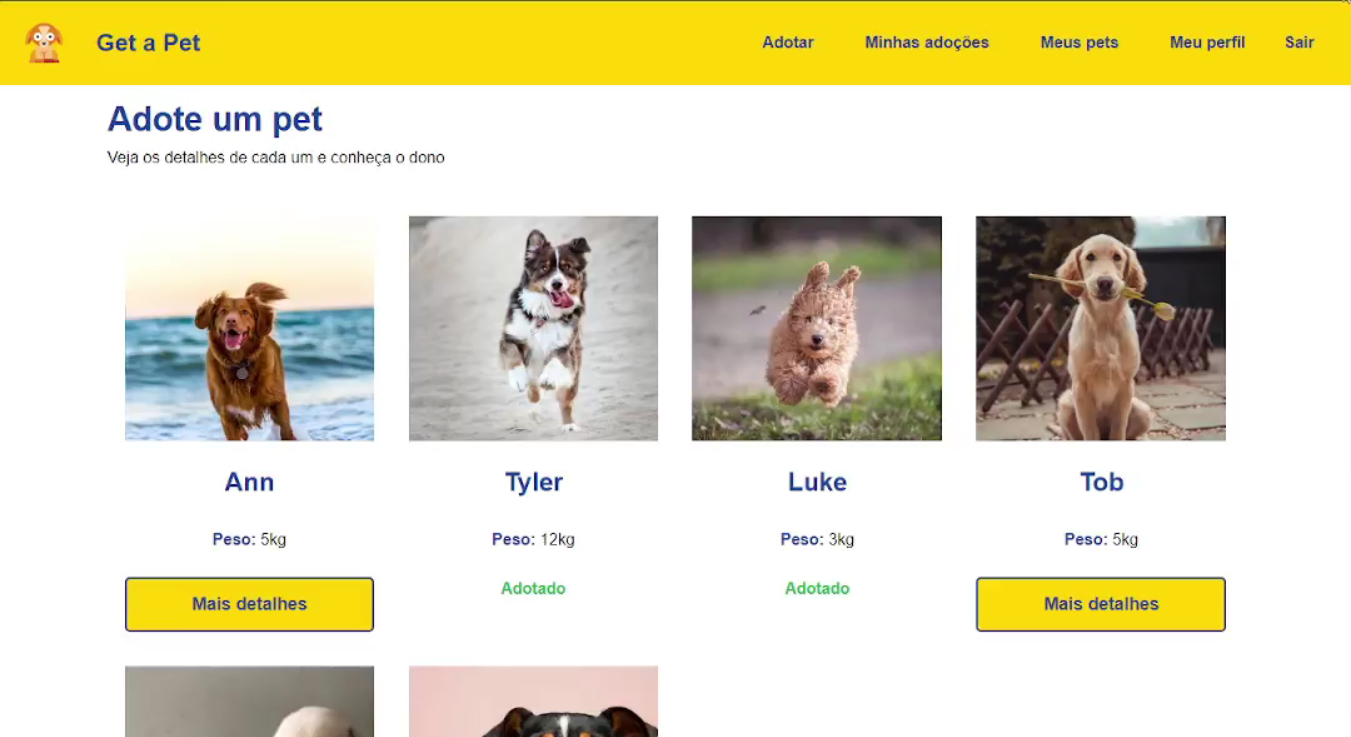 Get a Pet
Adotar Minhas adoções Meus pets Meu perfil Sair
Adote um pet
Veja os detalhes de cada um e conheça o dono
Ann Tyler Luke Tob
Peso: 5kg Peso: 12kg Peso: 3kg Peso: 5kg
Adotado Adotado
Mais detalhes Mais detalhes